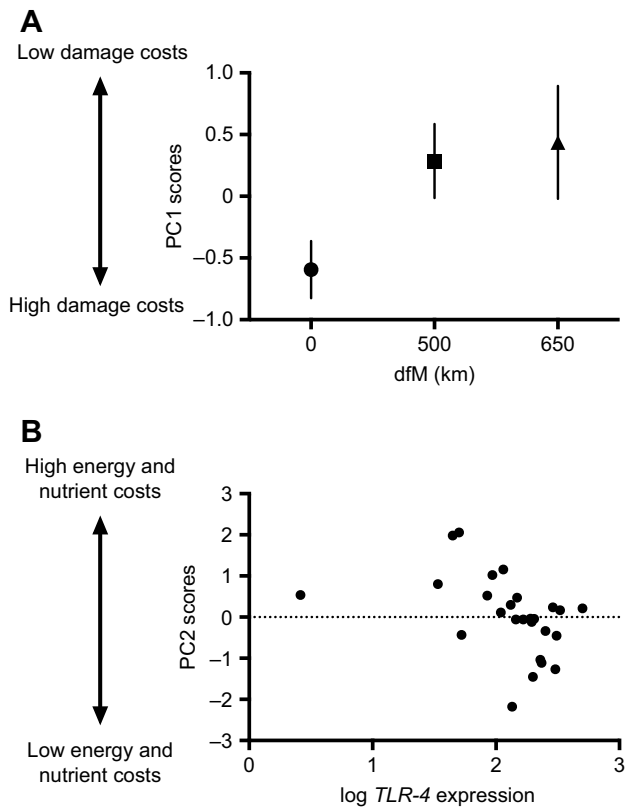 A
Low damage costs
High damage costs
PC1 scores
1.0
0.5
0
–0.5
–1.0
0 500 650
dfM (km)
B
High energy and
nutrient costs
Low energy and
nutrient costs
PC2 scores
3
2
1
0
–1
–2
–3
0 1 2 3
log TLR-4 expression